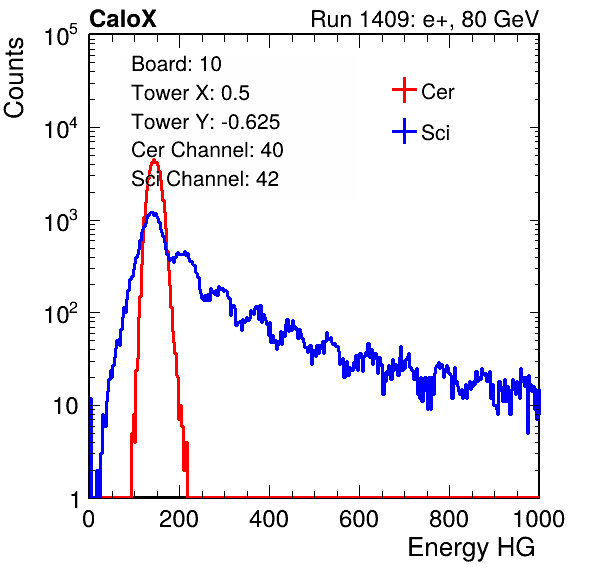 CaloX Run 1409: e+, 80 GeV
Counts
Board: 10
Tower X: 0.5
Tower Y: -0.625
Cer Channel: 40
Sci Channel: 42
Cer
Sci
10^5
10^4
10^3
10^2
10
1
0 200 400 600 800 1000
Energy HG